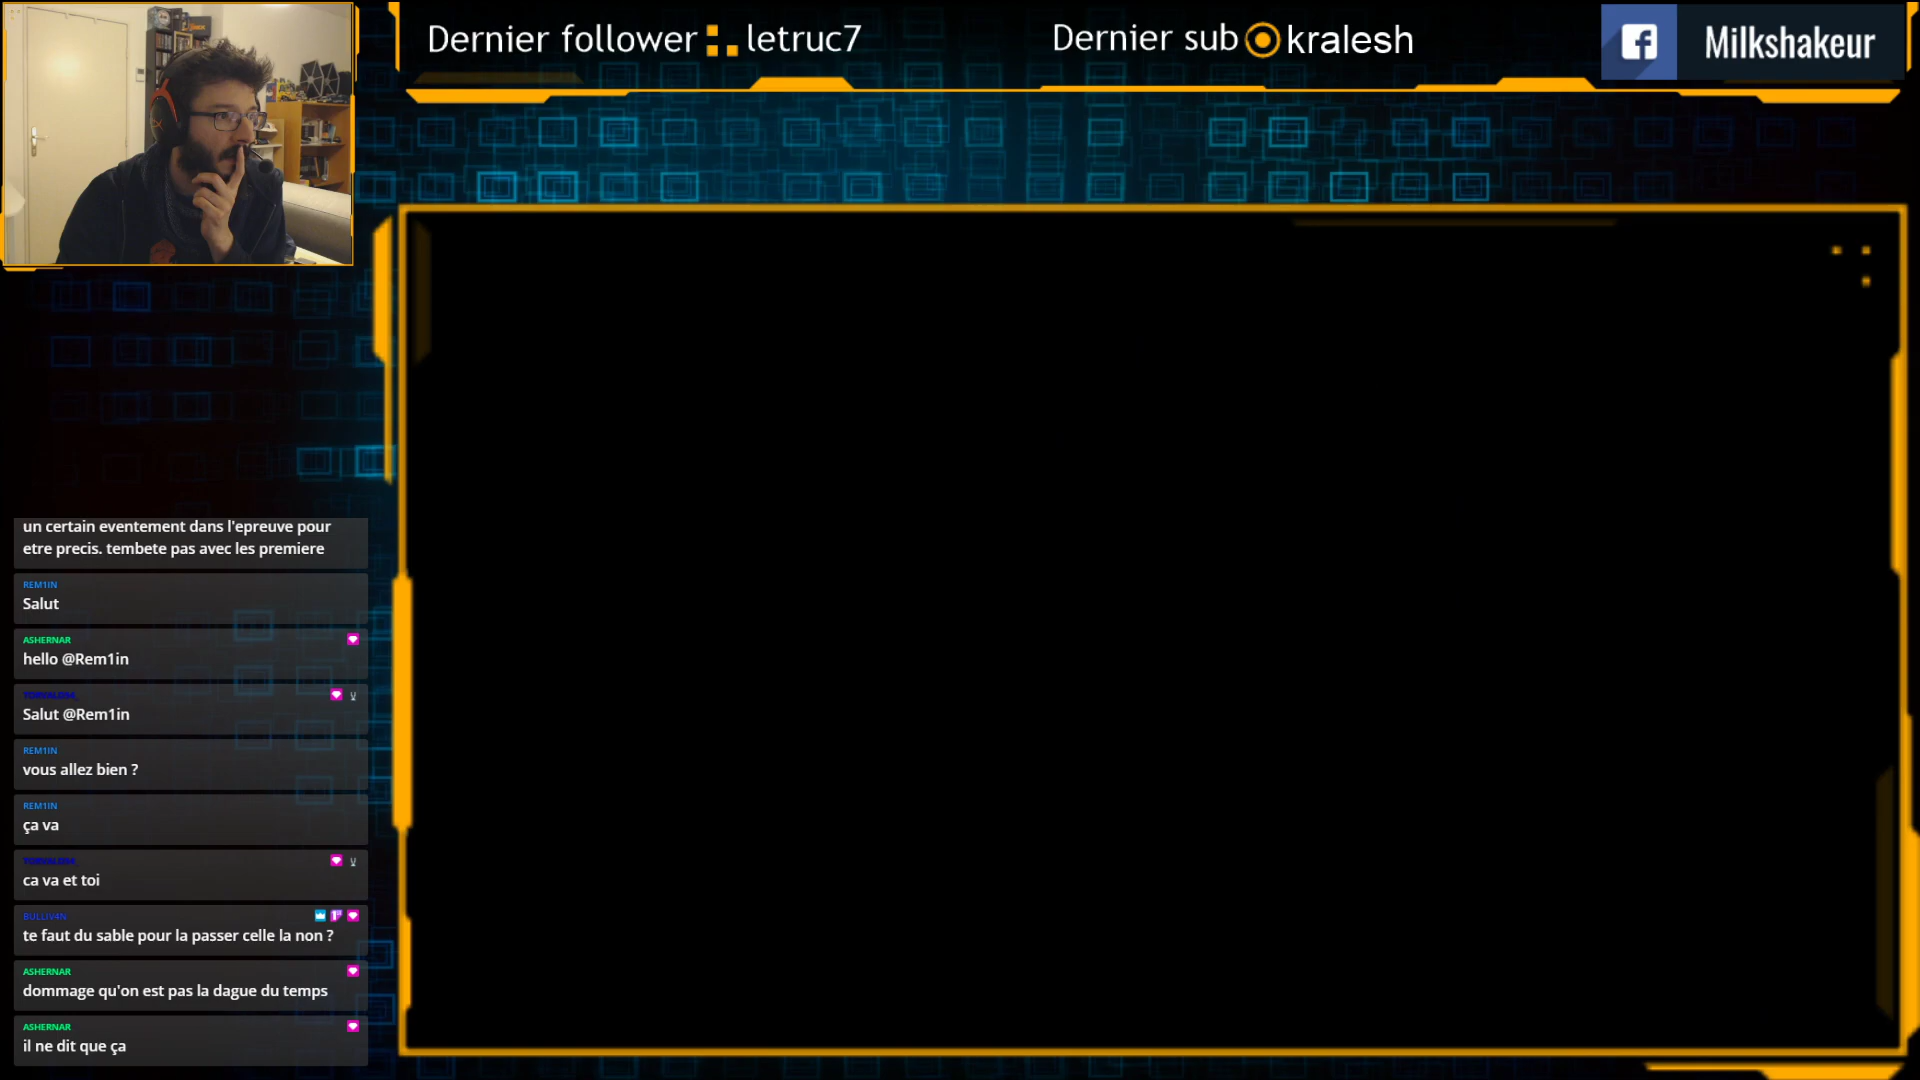 Dernier follower letruc7
Dernier sub kralesh
Milkshakeur
un certain eventement dans l'epreuve pour
etre precis. tembete pas avec les premiere
REM1IN
Salut
ASHERNAR
hello @Rem1in
Salut @Rem1in
REM1IN
vous allez bien ?
REM1IN
ça va
ca va et toi
BULLIV4N
te faut du sable pour la passer celle la non ?
ASHERNAR
dommage qu'on est pas la dague du temps
ASHERNAR
il ne dit que ça